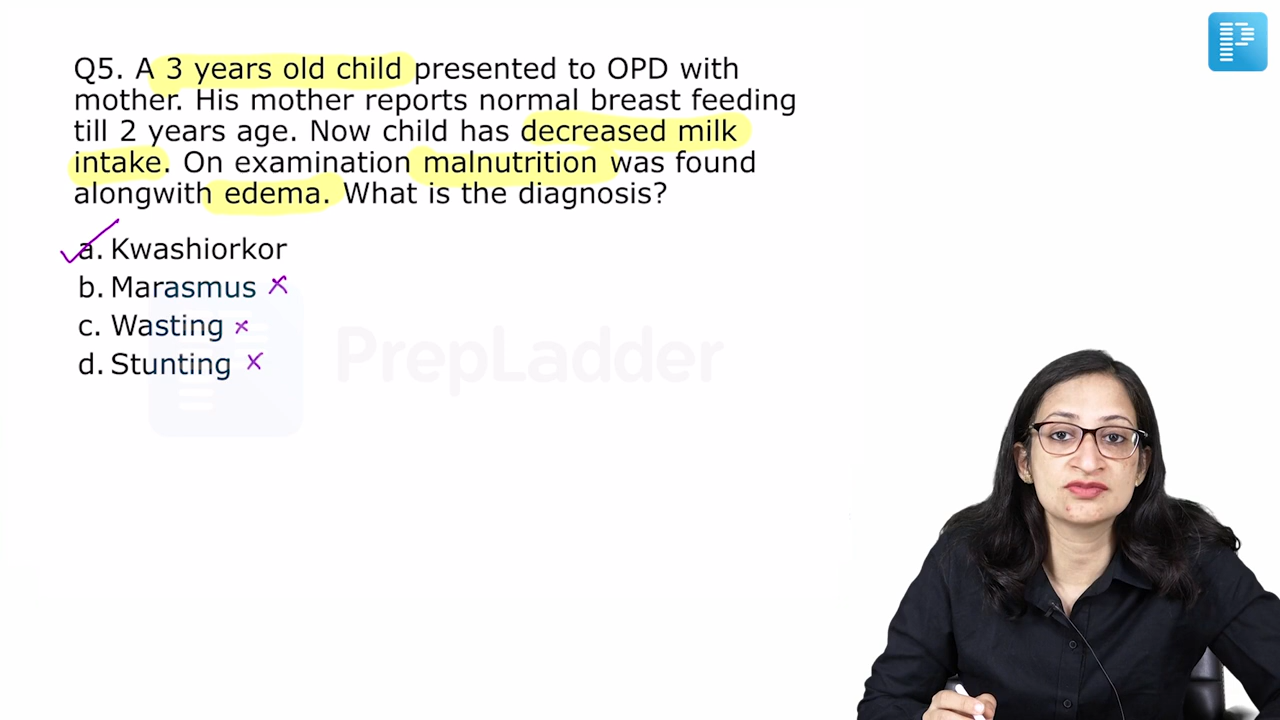 Q5. A 3 years old child presented to OPD with
mother. His mother reports normal breast feeding
till 2 years age. Now child has decreased milk
intake. On examination malnutrition was found
alongwith edema. What is the diagnosis?
a. Kwashiorkor
b. Marasmus
c. Wasting
d. Stunting
PrepLadder